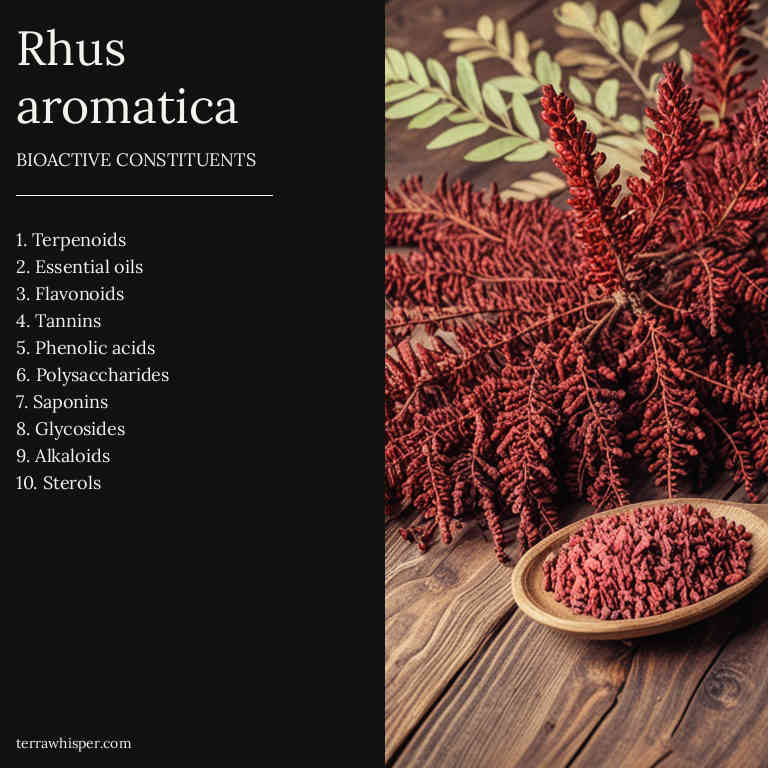 Rhus
aromatica
BIOACTIVE CONSTITUENTS
1. Terpenoids
2. Essential oils
3. Flavonoids
4. Tannins
5. Phenolic acids
6. Polysaccharides
7. Saponins
8. Glycosides
9. Alkaloids
10. Sterols
terrawhisper.com